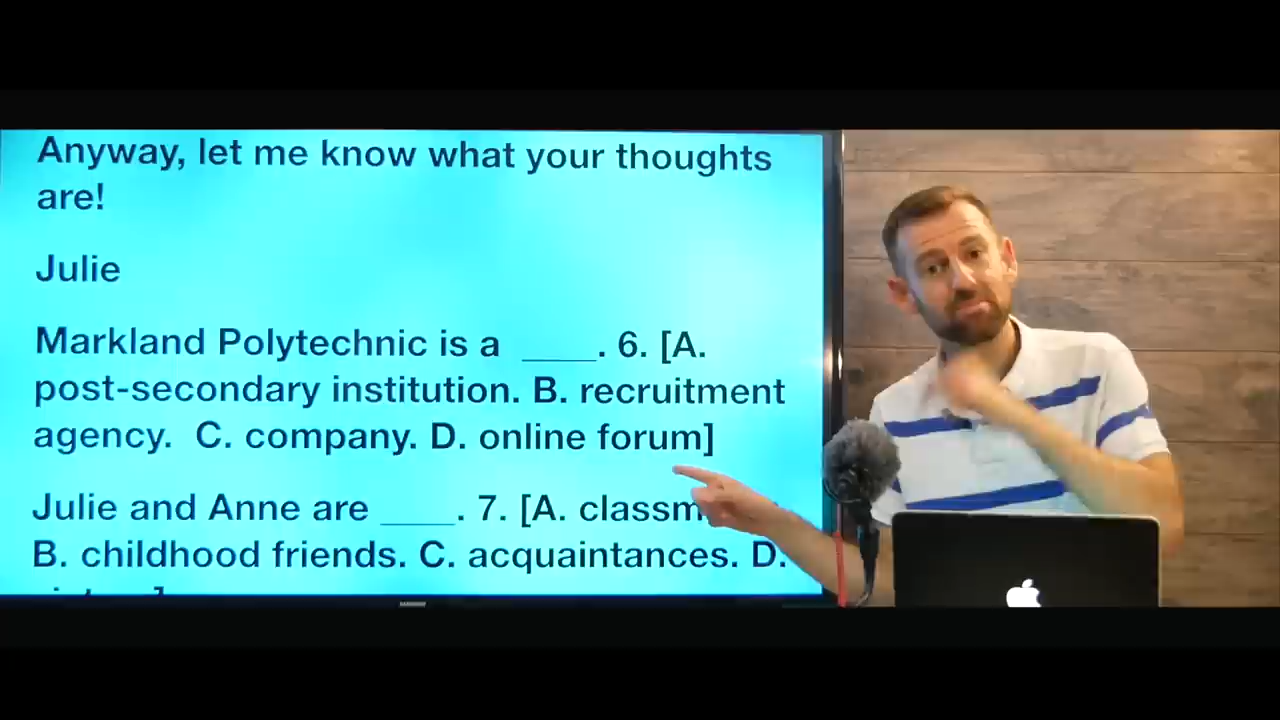 Anyway, let me know what your thoughts
are!
Julie
Markland Polytechnic is a ____. 6. [A.
post-secondary institution. B. recruitment
agency. C. company. D. online forum]
Julie and Anne are ____. 7. [A.
B. childhood friends. C. acquaintances. D.